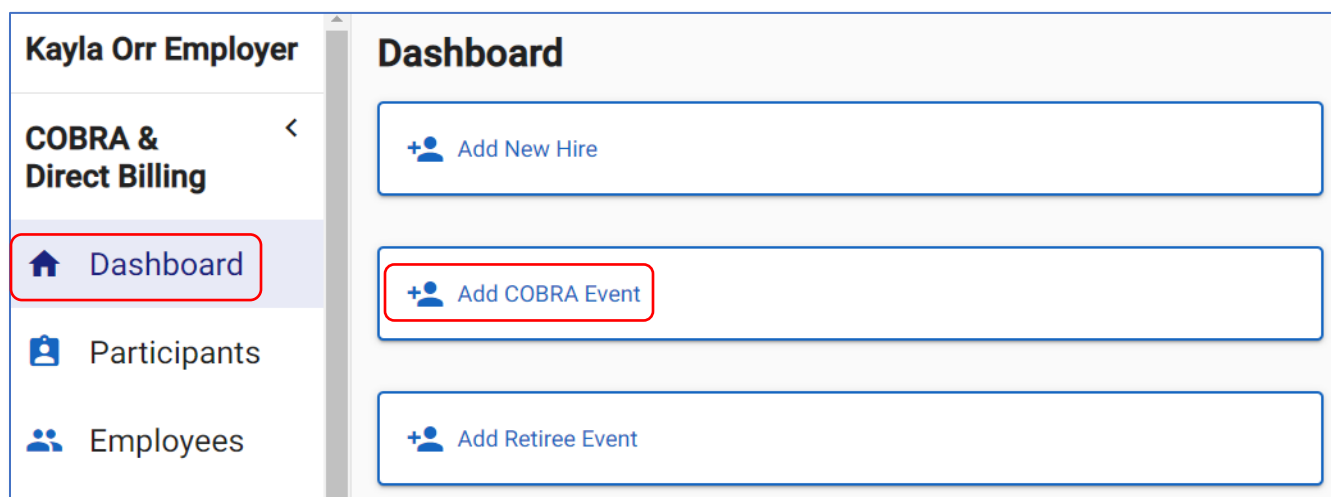 Kayla Orr Employer
COBRA &
Direct Billing
Dashboard
Participants
Employees
Dashboard
Add New Hire
Add COBRA Event
Add Retiree Event